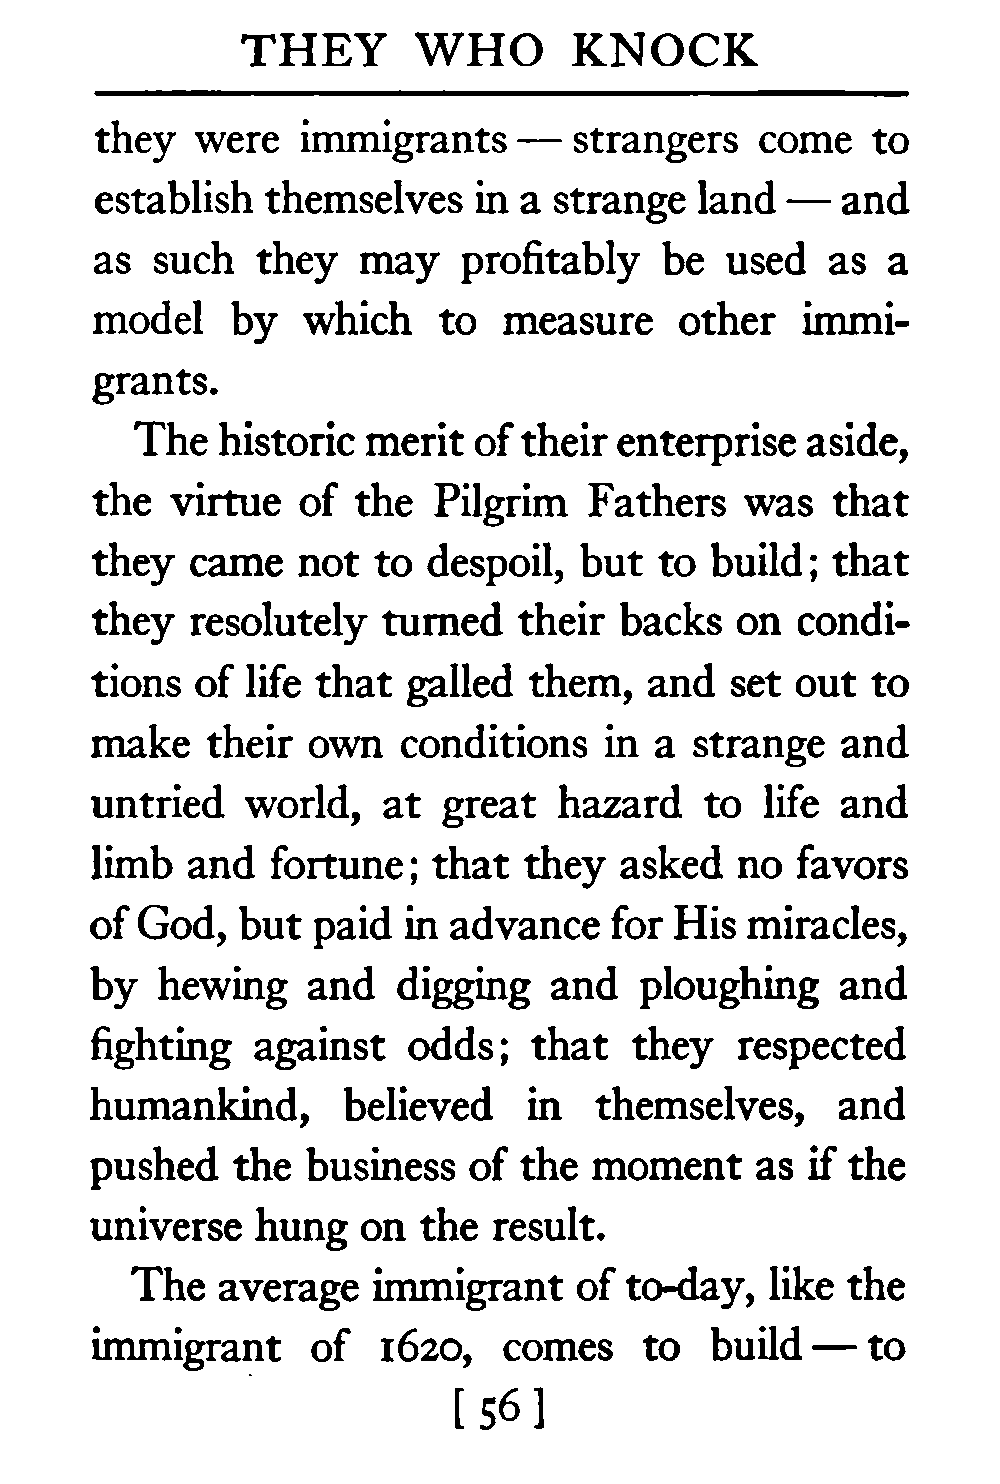 THEY WHO KNOCK
they were immigrants — strangers come to
establish themselves in a strange land — and
as such they may profitably be used as a
model by which to measure other immi-
grants.
The historic merit of their enterprise aside,
the virtue of the Pilgrim Fathers was that
they came not to despoil, but to build; that
they resolutely turned their backs on condi-
tions of life that galled them, and set out to
make their own conditions in a strange and
untried world, at great hazard to life and
limb and fortune; that they asked no favors
of God, but paid in advance for His miracles,
by hewing and digging and ploughing and
fighting against odds; that they respected
humankind, believed in themselves, and
pushed the business of the moment as if the
universe hung on the result.
The average immigrant of to-day, like the
immigrant of 1620, comes to build — to
[ 56 ]